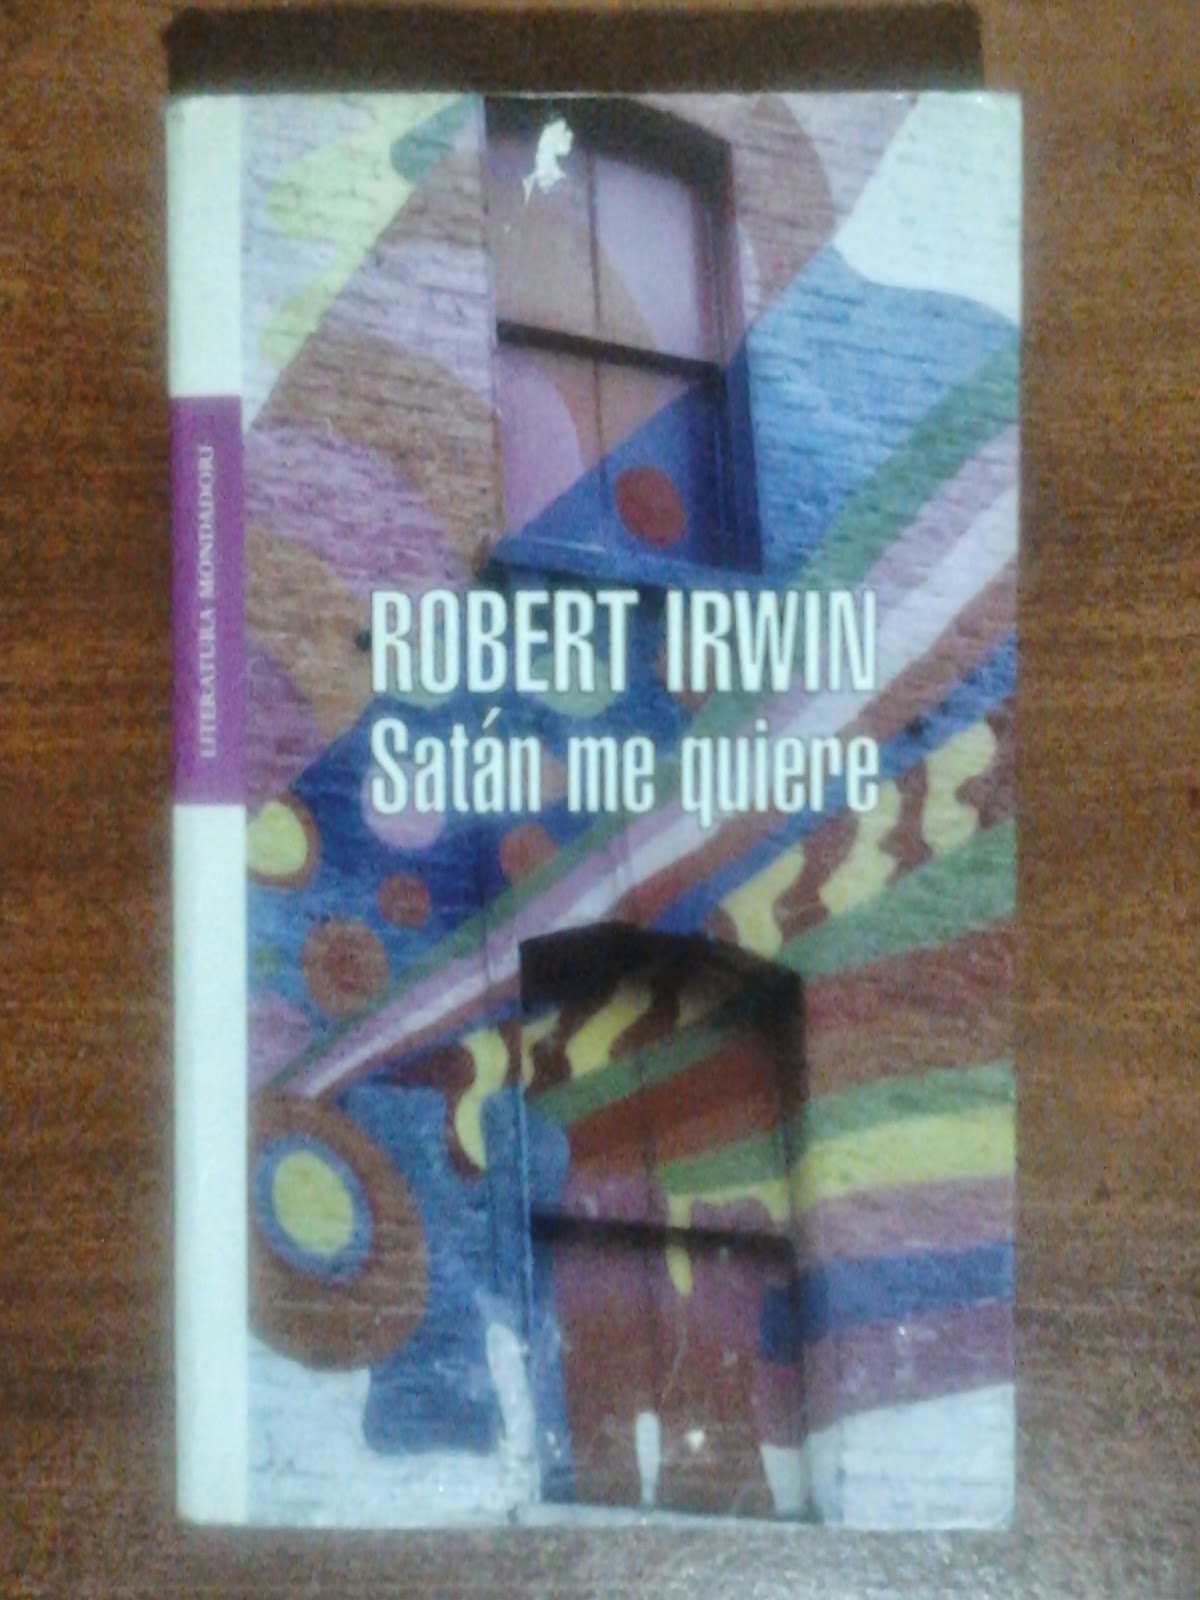 LITERATURA MONDADORI
ROBERT IRWIN
Satán me quiere